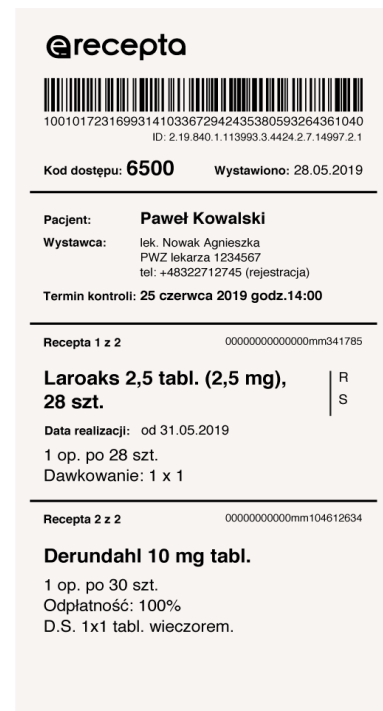 erecepta
10010172316993141033672942435380593264361040
ID: 2.19.840.1.113993.3.4424.2.7.14997.2.1
Kod dostępu: 6500 Wystawiono: 28.05.2019
Pacjent: Paweł Kowalski
Wystawca: lek. Nowak Agnieszka
PWZ lekarza 1234567
tel: +48322712745 (rejestracja)
Termin kontroli: 25 czerwca 2019 godz.14:00
Recepta 1 z 2 00000000000000mm341785
Laroaks 2,5 tabl. (2,5 mg), R
28 szt. S
Data realizacji: od 31.05.2019
1 op. po 28 szt.
Dawkowanie: 1 x 1
Recepta 2 z 2 00000000000mm104612634
Derundahl 10 mg tabl.
1 op. po 30 szt.
Odpłatność: 100%
D.S. 1x1 tabl. wieczorem.